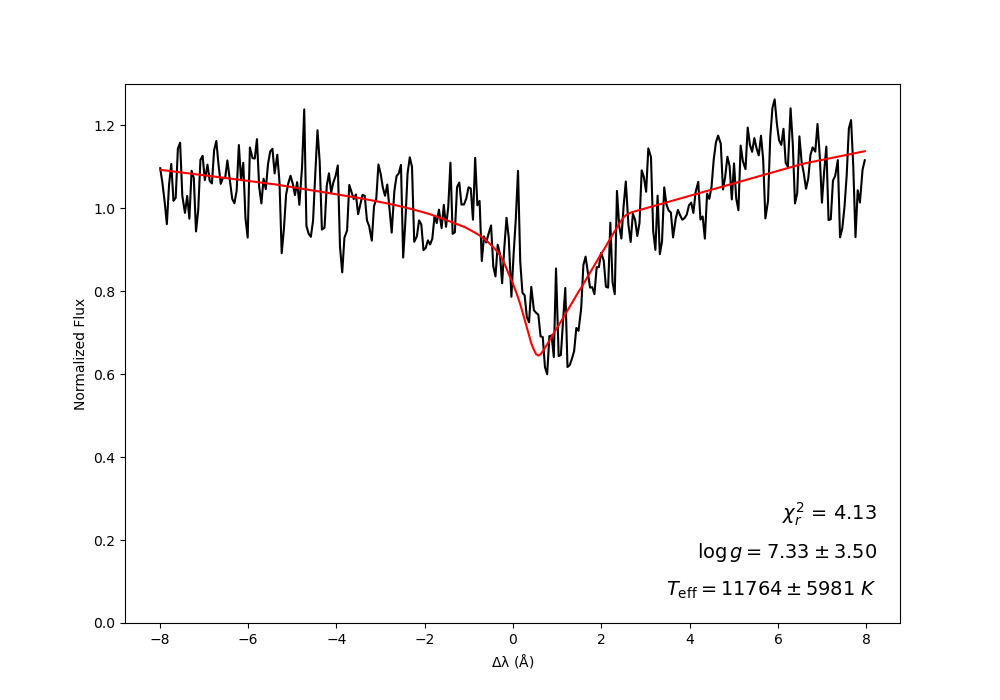 1.2
1.0
0.8
0.6
0.4
0.2
0.0
Normalized Flux
χ²ᵣ = 4.13
log g = 7.33 ± 3.50
T_eff = 11764 ± 5981 K
−8 −6 −4 −2 0 2 4 6 8
Δλ (Å)